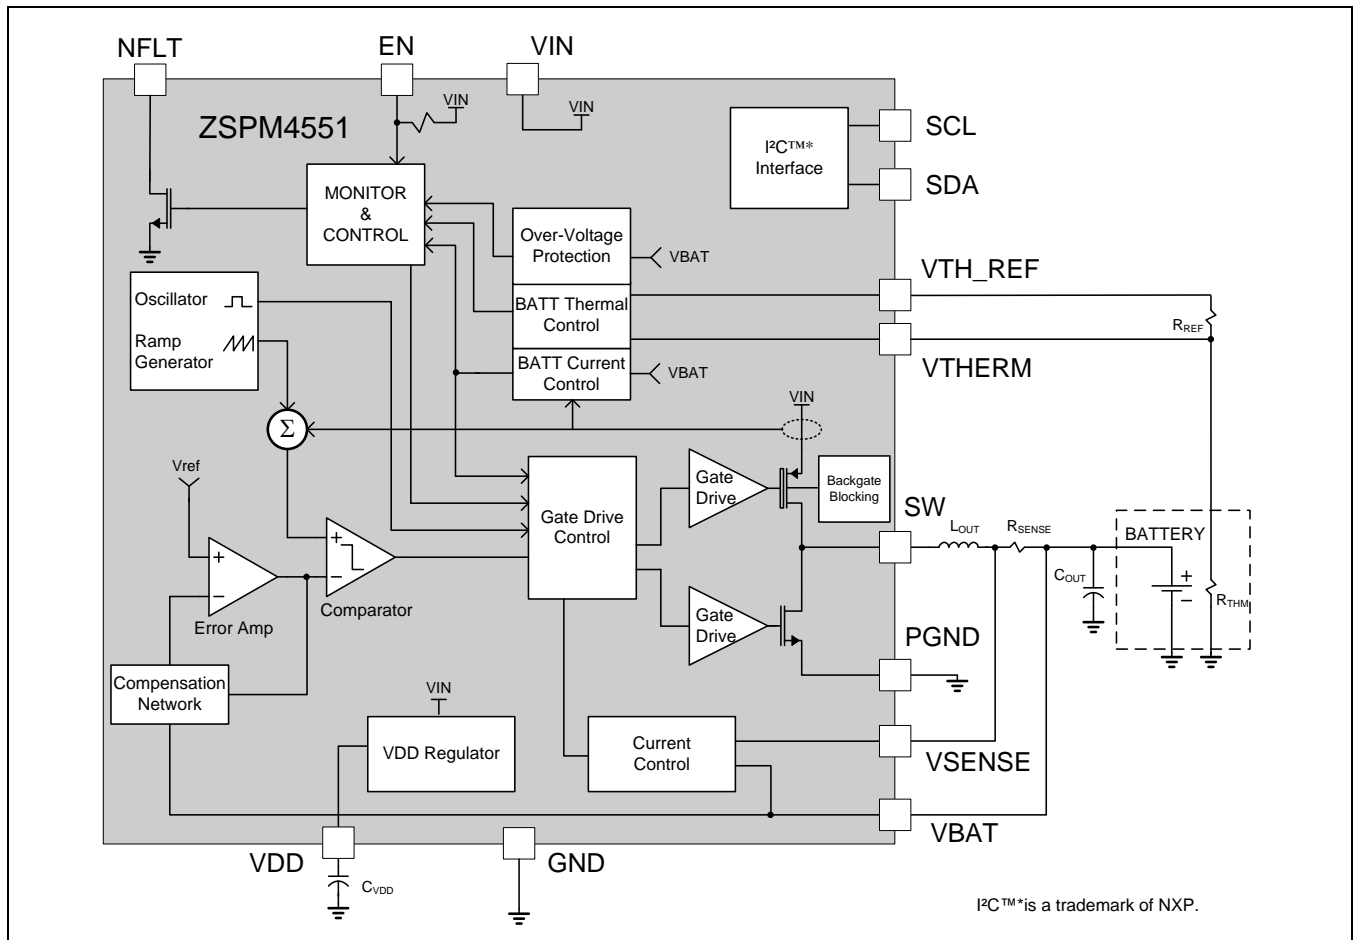 NFLT
EN
VIN
ZSPM4551
VIN
VIN
I²C™*
Interface
SCL
SDA
MONITOR
&
CONTROL
Over-Voltage
Protection
VBAT
BATT Thermal
Control
BATT Current
Control
VBAT
VTH_REF
RREF
VTHERM
Oscillator
Ramp
Generator
Σ
VIN
Vref
+
−
Error Amp
+
−
Comparator
Gate Drive
Control
Gate
Drive
Gate
Drive
Backgate
Blocking
SW
LOUT
RSENSE
COUT
BATTERY
+
−
RTHM
PGND
Compensation
Network
VIN
VDD Regulator
Current
Control
VSENSE
VBAT
VDD
CVDD
GND
I²C™*is a trademark of NXP.